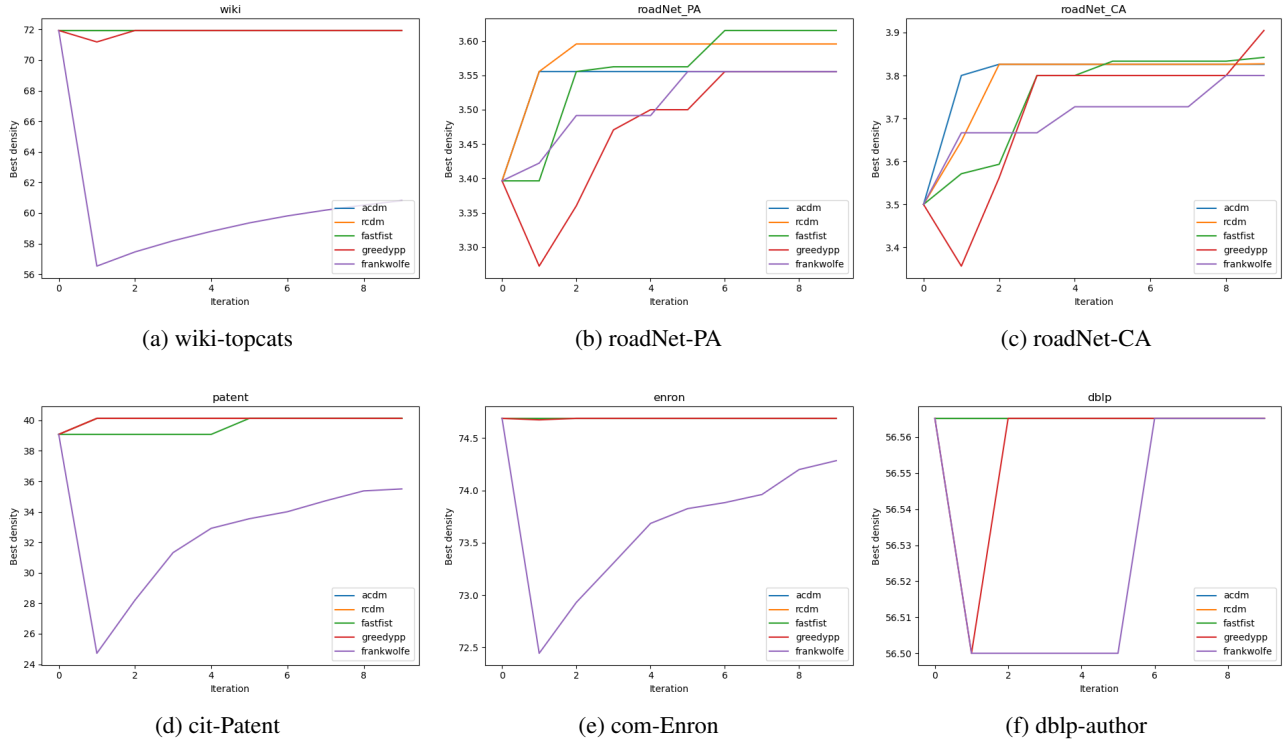 wiki
Best density
72
70
68
66
64
62
60
58
56
0
2
4
6
8
Iteration
acdm
rcdm
fastfist
greedypp
frankwolfe
(a) wiki-topcats
roadNet_PA
Best density
3.60
3.55
3.50
3.45
3.40
3.35
3.30
0
2
4
6
8
Iteration
acdm
rcdm
fastfist
greedypp
frankwolfe
(b) roadNet-PA
roadNet_CA
Best density
3.9
3.8
3.7
3.6
3.5
3.4
0
2
4
6
8
Iteration
acdm
rcdm
fastfist
greedypp
frankwolfe
(c) roadNet-CA
patent
Best density
40
38
36
34
32
30
28
26
24
0
2
4
6
8
Iteration
acdm
rcdm
fastfist
greedypp
frankwolfe
(d) cit-Patent
enron
Best density
74.5
74.0
73.5
73.0
72.5
0
2
4
6
8
Iteration
acdm
rcdm
fastfist
greedypp
frankwolfe
(e) com-Enron
dblp
Best density
56.56
56.55
56.54
56.53
56.52
56.51
56.50
0
2
4
6
8
Iteration
acdm
rcdm
fastfist
greedypp
frankwolfe
(f) dblp-author